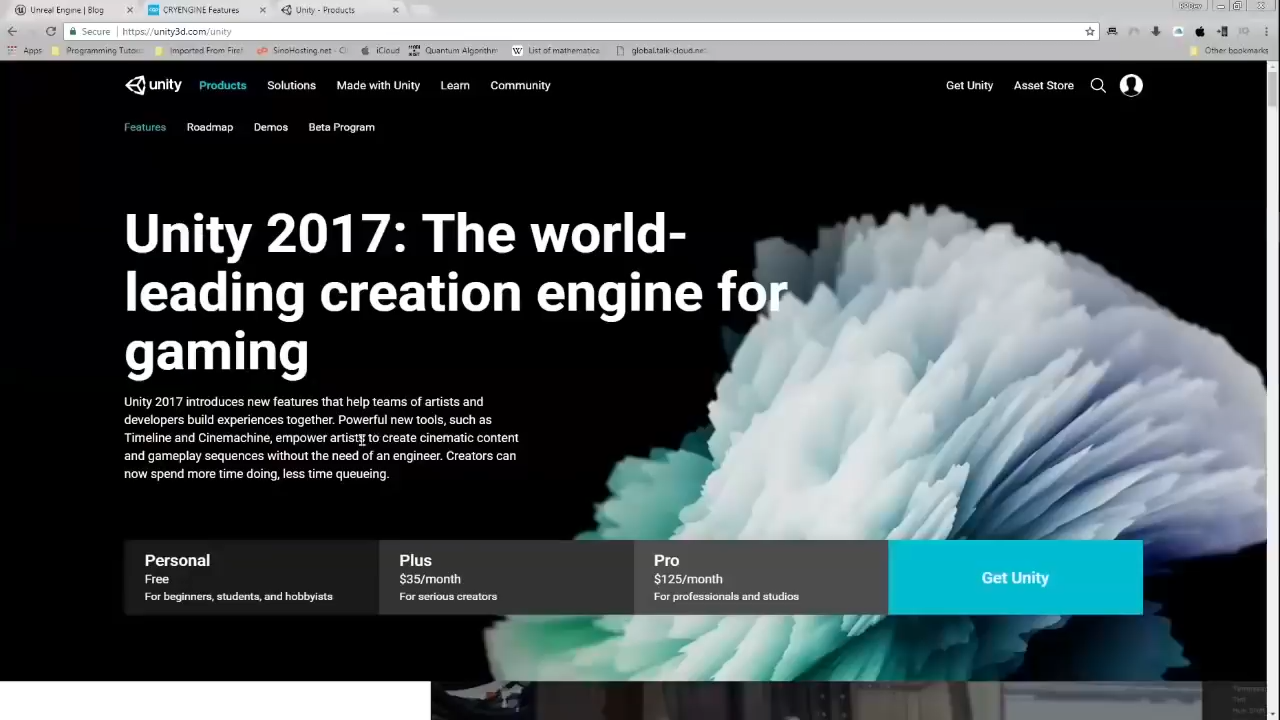 Unreal Engine | Blog
CRYENGINE Features
Unity - Products
Secure
https://unity3d.com/unity
Apps
Programming Tutor
Imported From Fire
SinoHosting.net - Cl
iCloud
Quantum Algorithm
List of mathematica
global.talk-cloud.ne
Other bookmarks
unity
Products
Solutions
Made with Unity
Learn
Community
Get Unity
Asset Store
Features
Roadmap
Demos
Beta Program
Unity 2017: The world-
leading creation engine for
gaming
Unity 2017 introduces new features that help teams of artists and
developers build experiences together. Powerful new tools, such as
Timeline and Cinemachine, empower artists to create cinematic content
and gameplay sequences without the need of an engineer. Creators can
now spend more time doing, less time queueing.
Personal
Free
For beginners, students, and hobbyists
Plus
$35/month
For serious creators
Pro
$125/month
For professionals and studios
Get Unity